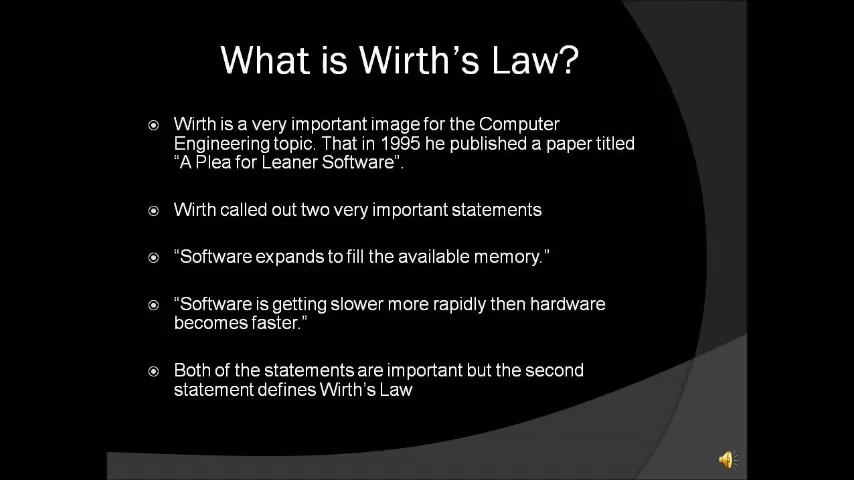 What is Wirth's Law?
Wirth is a very important image for the Computer
Engineering topic. That in 1995 he published a paper titled
“A Plea for Leaner Software”.
Wirth called out two very important statements
“Software expands to fill the available memory.”
“Software is getting slower more rapidly then hardware
becomes faster.”
Both of the statements are important but the second
statement defines Wirth’s Law